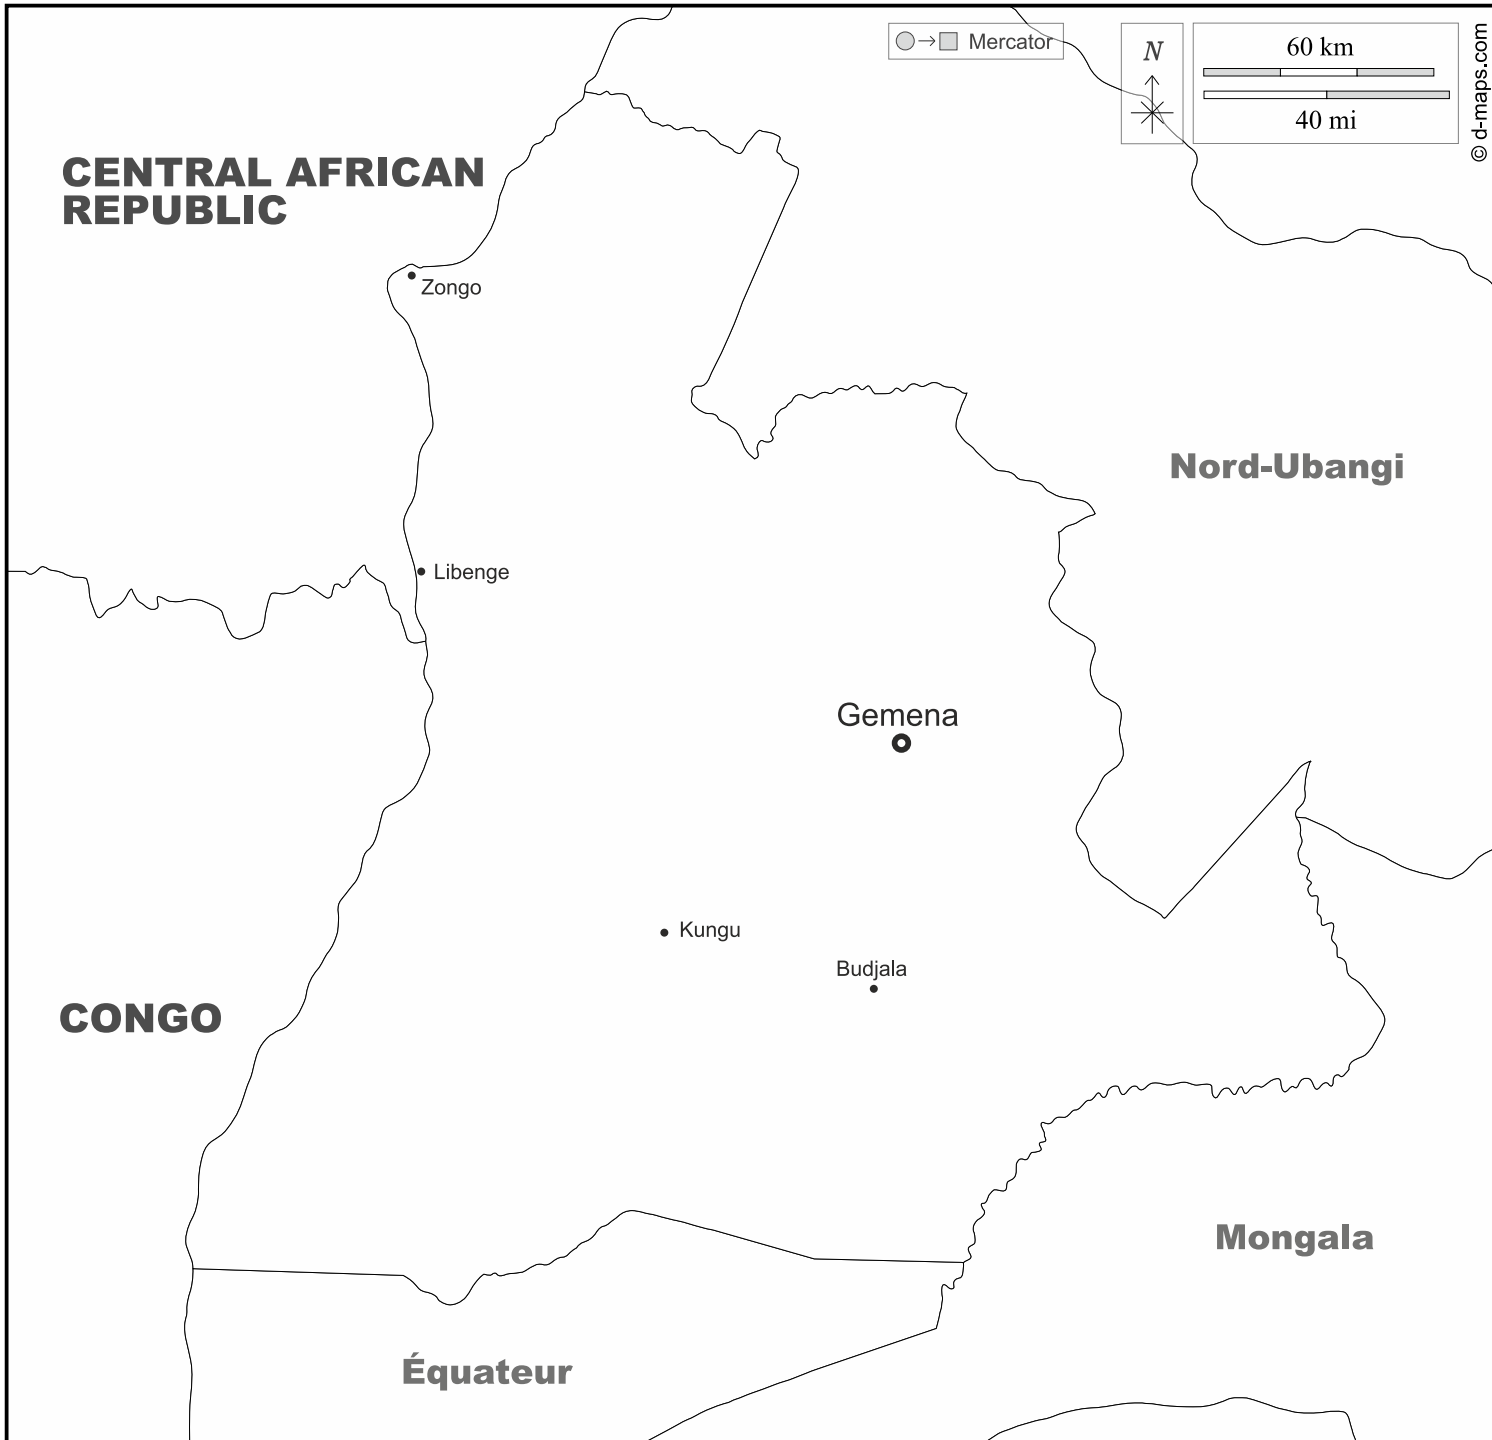 Mercator
N
60 km
40 mi
© d-maps.com
CENTRAL AFRICAN
REPUBLIC
Zongo
Nord-Ubangi
Libenge
Gemena
Kungu
Budjala
CONGO
Mongala
Équateur